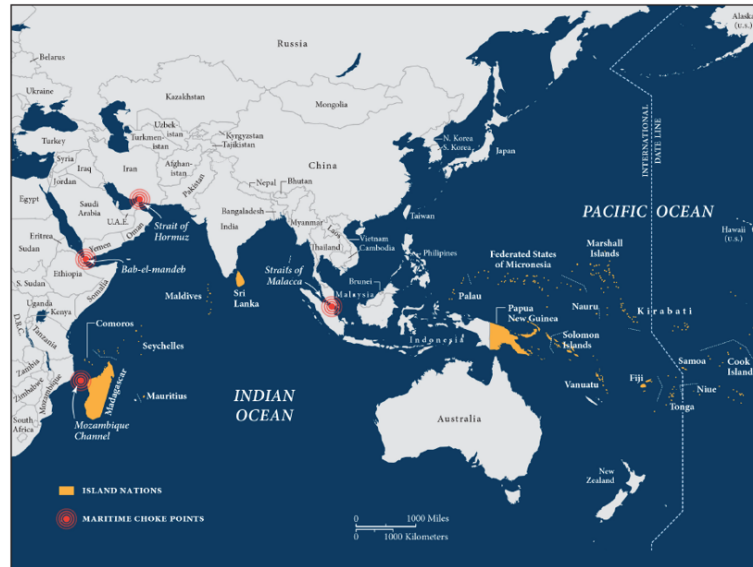 Alaska
(U.S.)
Russia
Belarus
Ukraine
Kazakhstan
Mongolia
Uzbek-
istan
Kyrgyzstan
Turkmen-
istan
Tajikistan
Turkey
Syria
Iraq
Jordan
Iran
Afghan-
istan
Pakistan
China
N. Korea
S. Korea
Japan
INTERNATIONAL
DATE LINE
Nepal
Bhutan
Egypt
Saudi
Arabia
U.A.E.
Oman
Strait of
Hormuz
Bangladesh
India
Myanmar
Laos
Thailand
Vietnam
Cambodia
Taiwan
Philipines
PACIFIC OCEAN
Hawaii
(U.S.)
Eritrea
Sudan
Yemen
Bab-el-mandeb
Ethiopia
S. Sudan
Somalia
Uganda
Kenya
D.R.C.
Tanzania
Maldives
Sri
Lanka
Straits of
Malacca
Brunei
Malaysia
Indonesia
Palau
Federated States
of Micronesia
Marshall
Islands
Nauru
Kirabati
Papua
New Guinea
Solomon
Islands
Comoros
Seychelles
Zambia
Zimbabwe
Mozambique
Madagascar
Mauritius
South
Africa
Mozambique
Channel
INDIAN
OCEAN
Australia
Vanuatu
Fiji
Samoa
Cook
Island
Niue
Tonga
New
Zealand
ISLAND NATIONS
MARITIME CHOKE POINTS
0 1000 Miles
0 1000 Kilometers